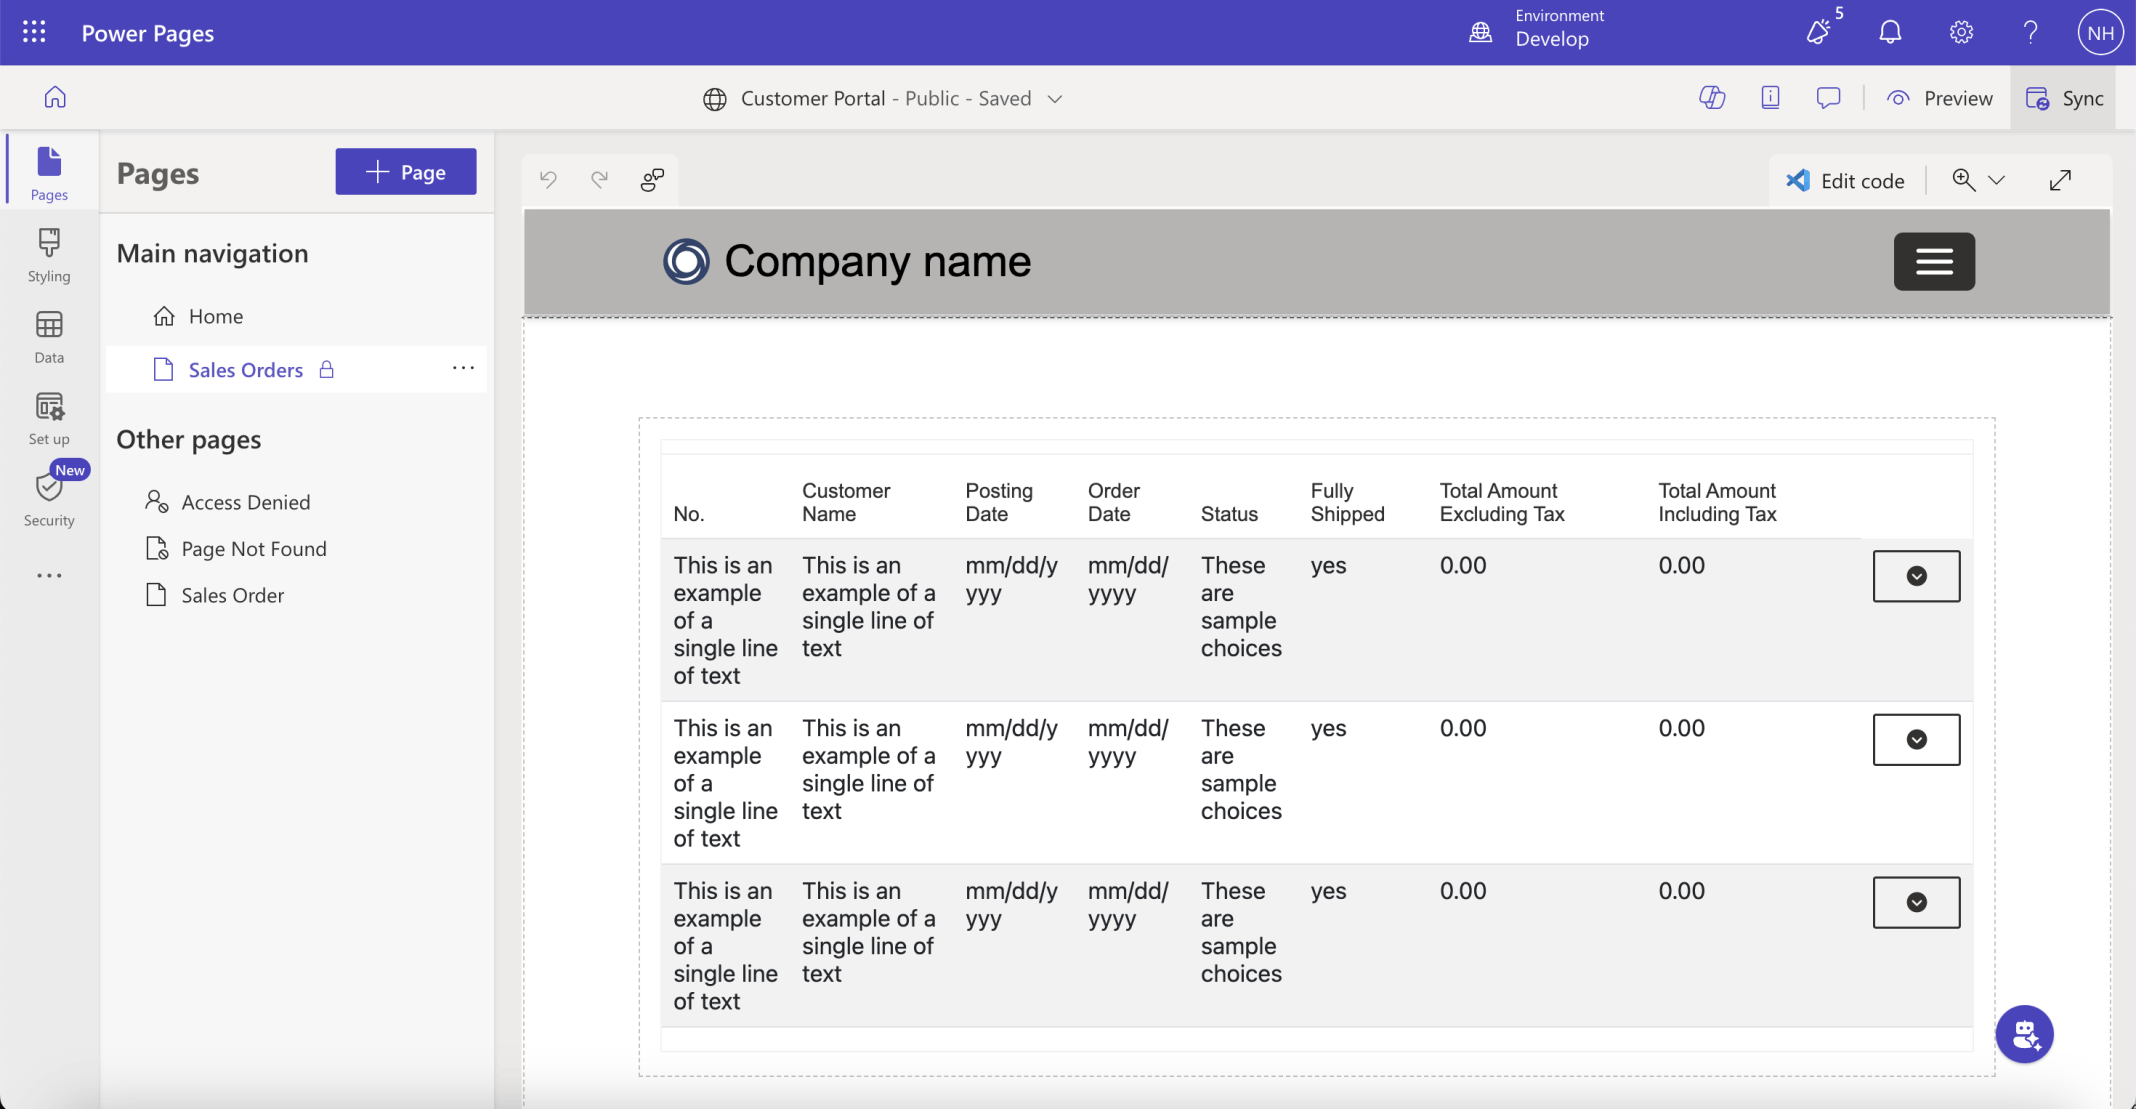 Power Pages
Environment
Develop
5
NH
Customer Portal - Public - Saved
Preview
Sync
Pages
Styling
Data
Set up
New
Security
Pages
Page
Main navigation
Home
Sales Orders
Other pages
Access Denied
Page Not Found
Sales Order
Edit code
Company name
No.
Customer
Name
Posting
Date
Order
Date
Status
Fully
Shipped
Total Amount
Excluding Tax
Total Amount
Including Tax
This is an
example
of a
single line
of text
This is an
example of a
single line of
text
mm/dd/y
yyy
mm/dd/
yyyy
These
are
sample
choices
yes
0.00
0.00
This is an
example
of a
single line
of text
This is an
example of a
single line of
text
mm/dd/y
yyy
mm/dd/
yyyy
These
are
sample
choices
yes
0.00
0.00
This is an
example
of a
single line
of text
This is an
example of a
single line of
text
mm/dd/y
yyy
mm/dd/
yyyy
These
are
sample
choices
yes
0.00
0.00